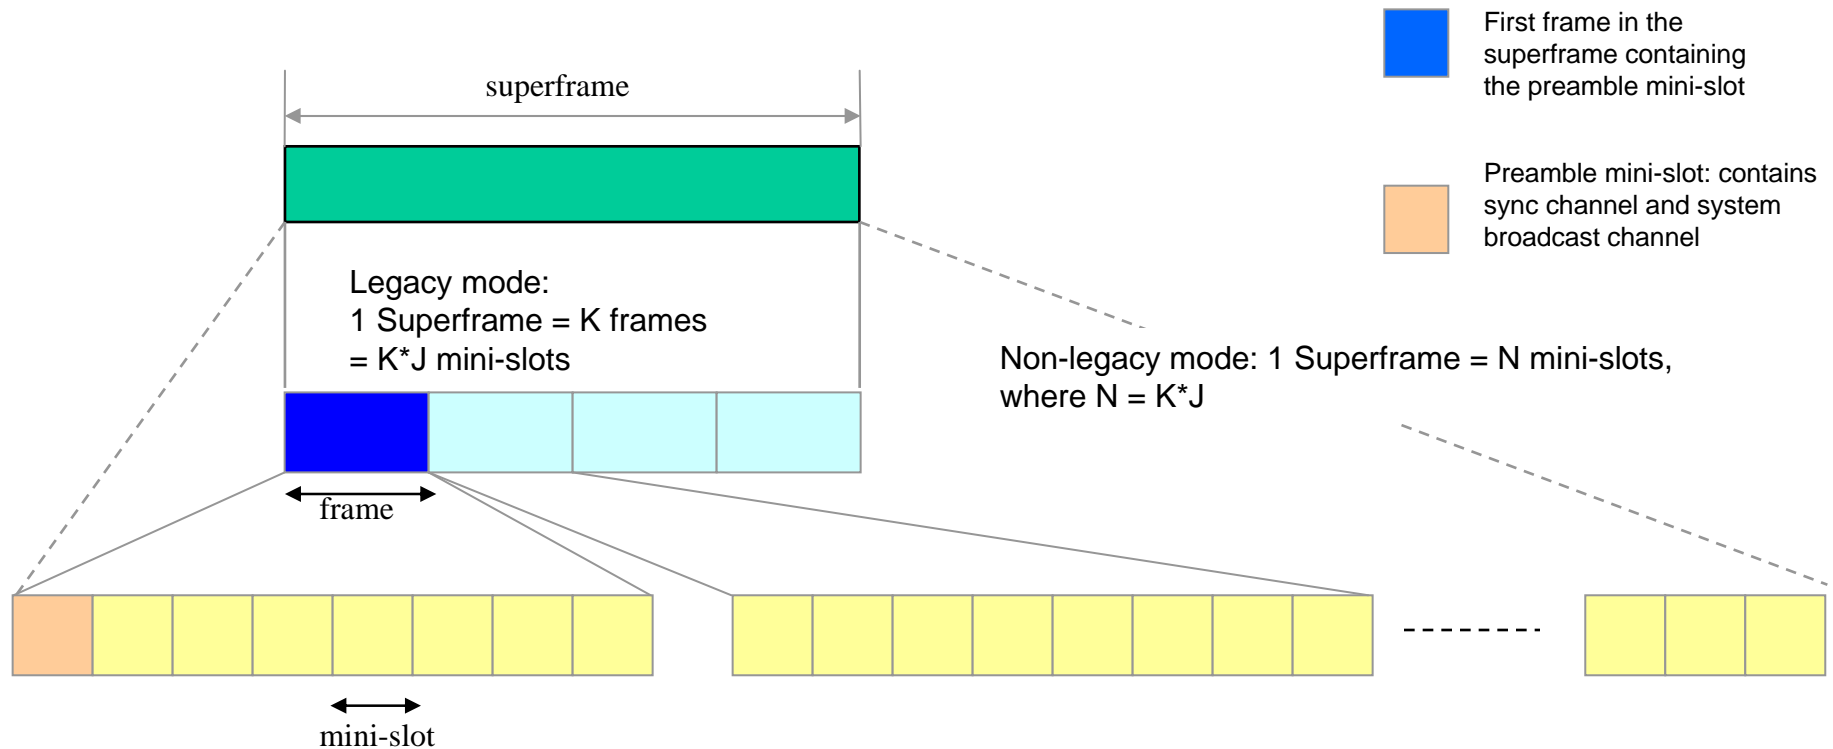 First frame in the
superframe containing
the preamble mini-slot
superframe
Preamble mini-slot: contains
sync channel and system
broadcast channel
Legacy mode:
1 Superframe = K frames
= K*J mini-slots
Non-legacy mode: 1 Superframe = N mini-slots,
where N = K*J
frame
mini-slot